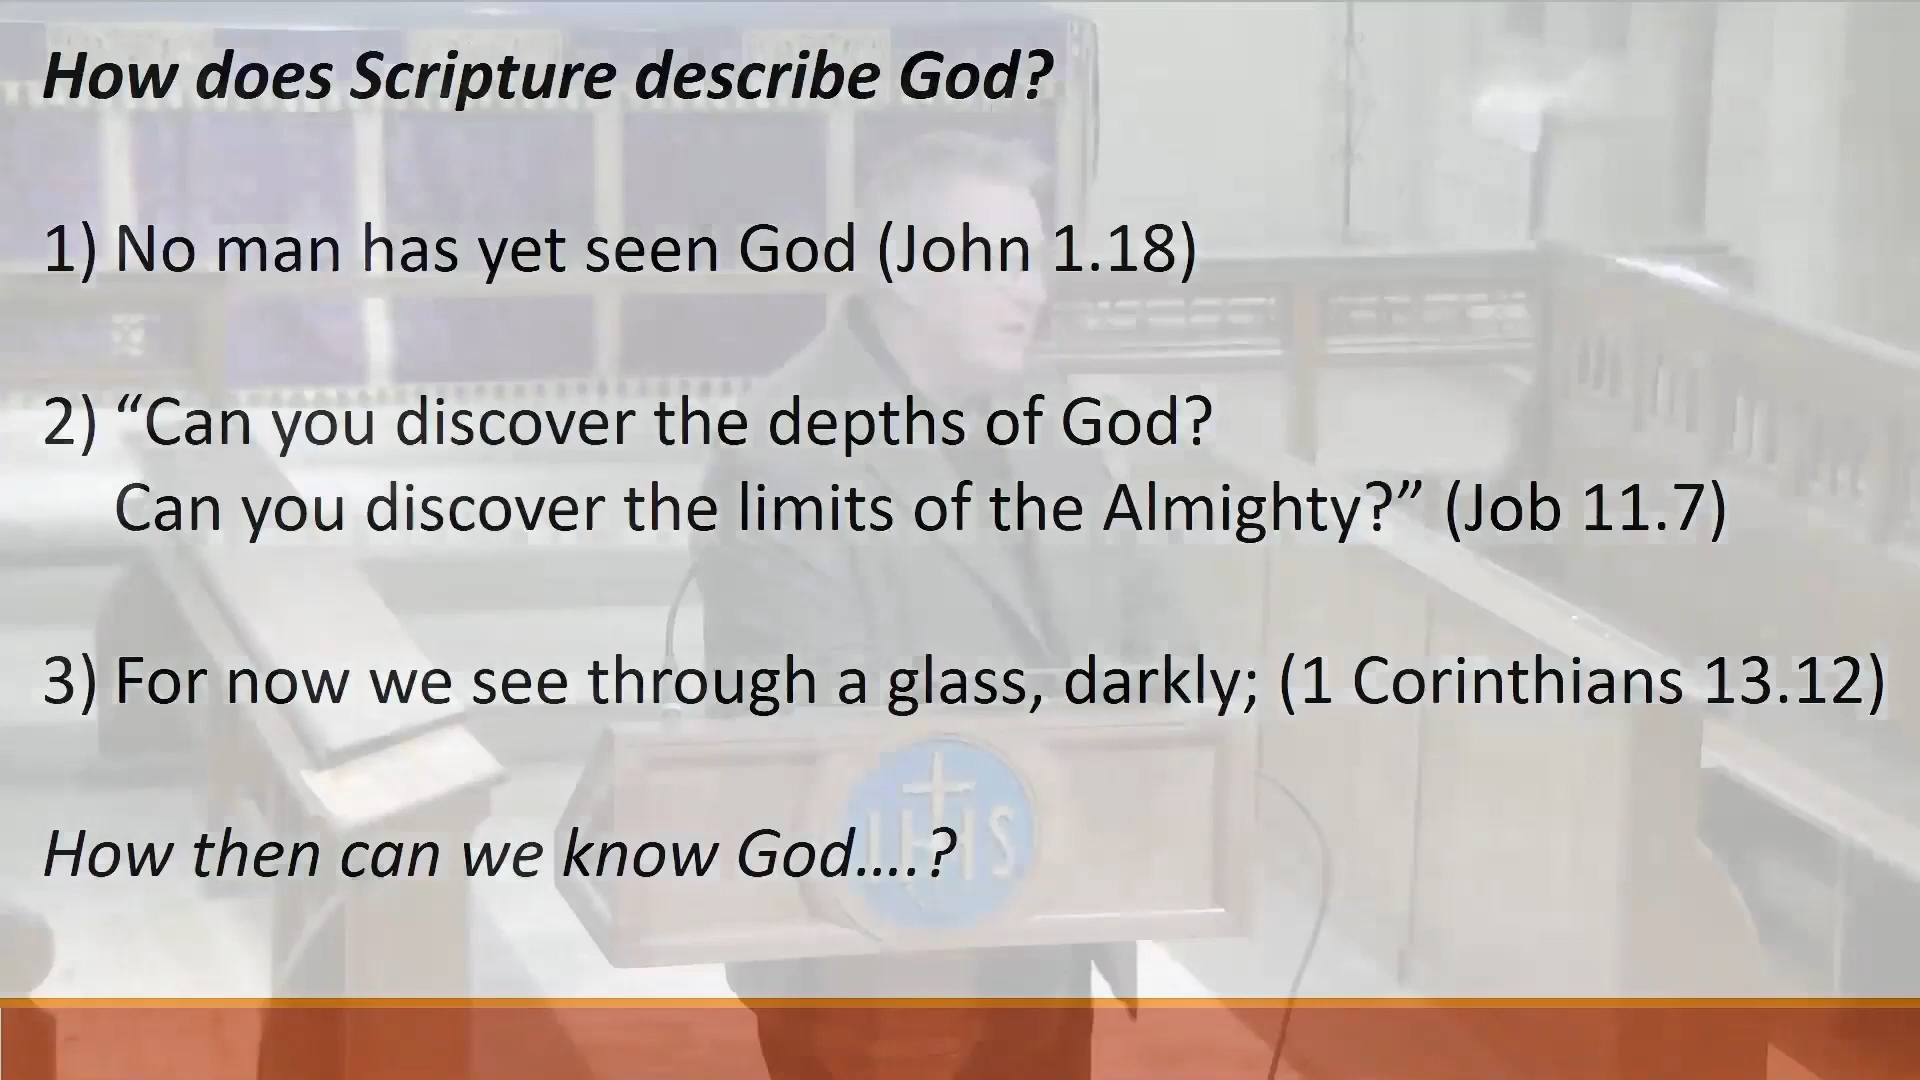 How does Scripture describe God?
1) No man has yet seen God (John 1.18)
2) “Can you discover the depths of God?
Can you discover the limits of the Almighty?” (Job 11.7)
3) For now we see through a glass, darkly; (1 Corinthians 13.12)
How then can we know God….?
IHS